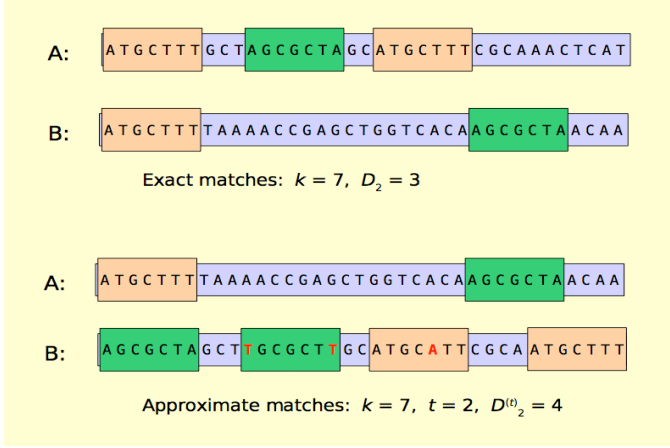 A: ATGCTTTGCTAGCGCTAGCATGCTTTCGCAAACTCAT
B: ATGCTTTTAAAACCGAGCTGGTCACAAGCGCTAACAA
Exact matches: k = 7, D₂ = 3
A: ATGCTTTTAAAACCGAGCTGGTCACAAGCGCTAACAA
B: AGCGCTAGCTTGCGCTTGCATGCATTCGCAATGCTTT
Approximate matches: k = 7, t = 2, D⁽ᵗ⁾₂ = 4